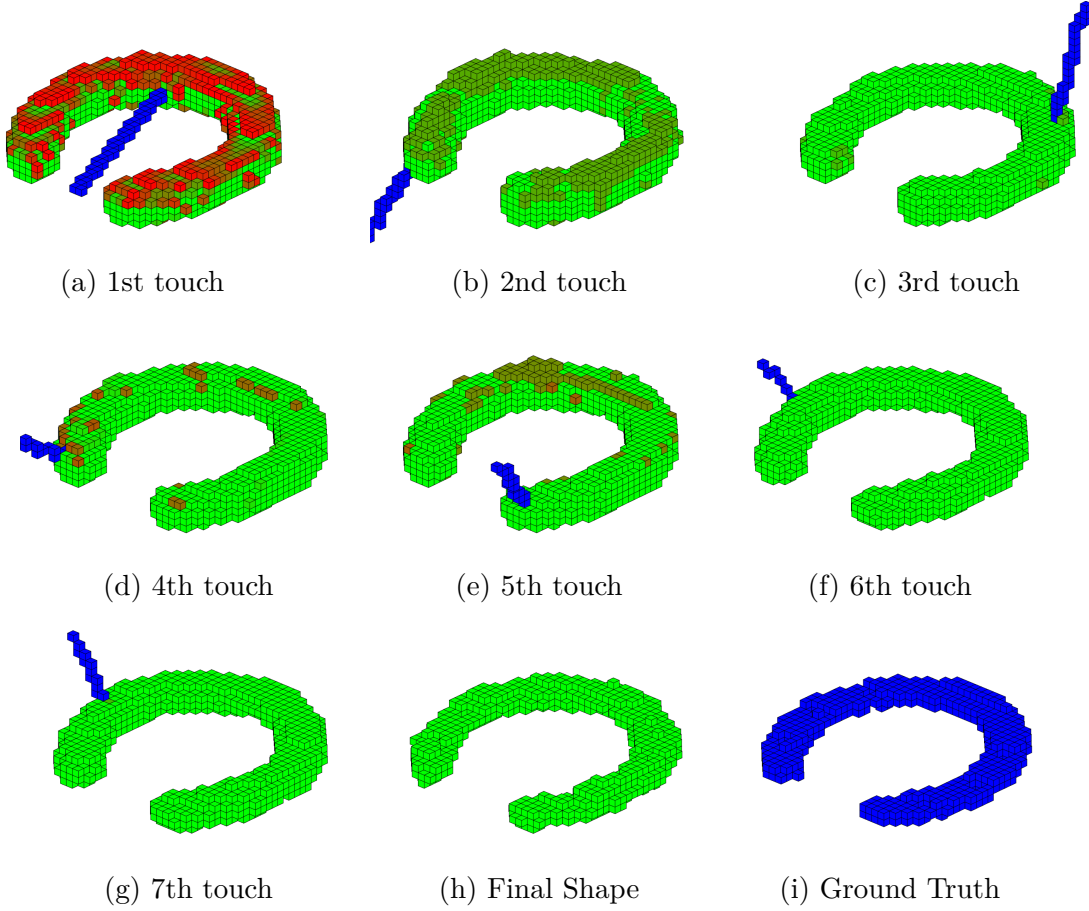 (a) 1st touch
(b) 2nd touch
(c) 3rd touch
(d) 4th touch
(e) 5th touch
(f) 6th touch
(g) 7th touch
(h) Final Shape
(i) Ground Truth